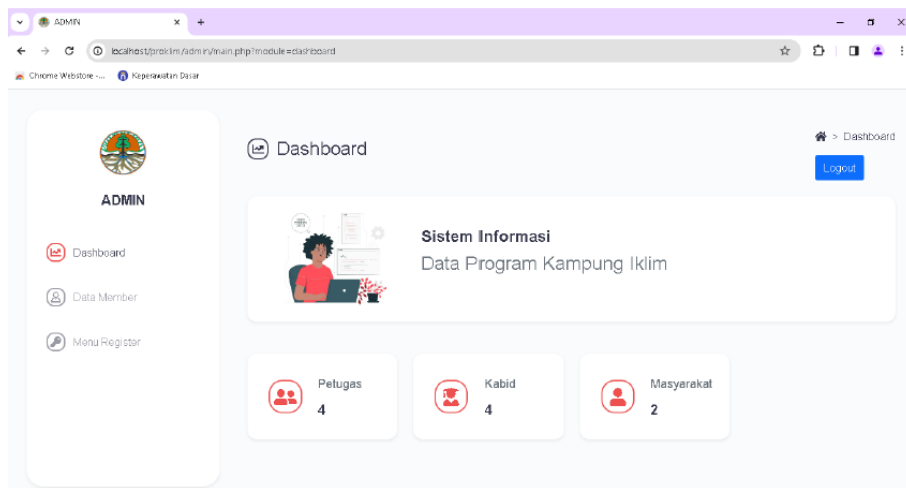 ADMIN
localhost/proklim/admin/main.php?module=dashboard
Chrome Webstore -...
Keperawatan Dasar
ADMIN
Dashboard
Data Member
Menu Register
Dashboard
> Dashboard
Logout
Sistem Informasi
Data Program Kampung Iklim
Petugas
4
Kabid
4
Masyarakat
2